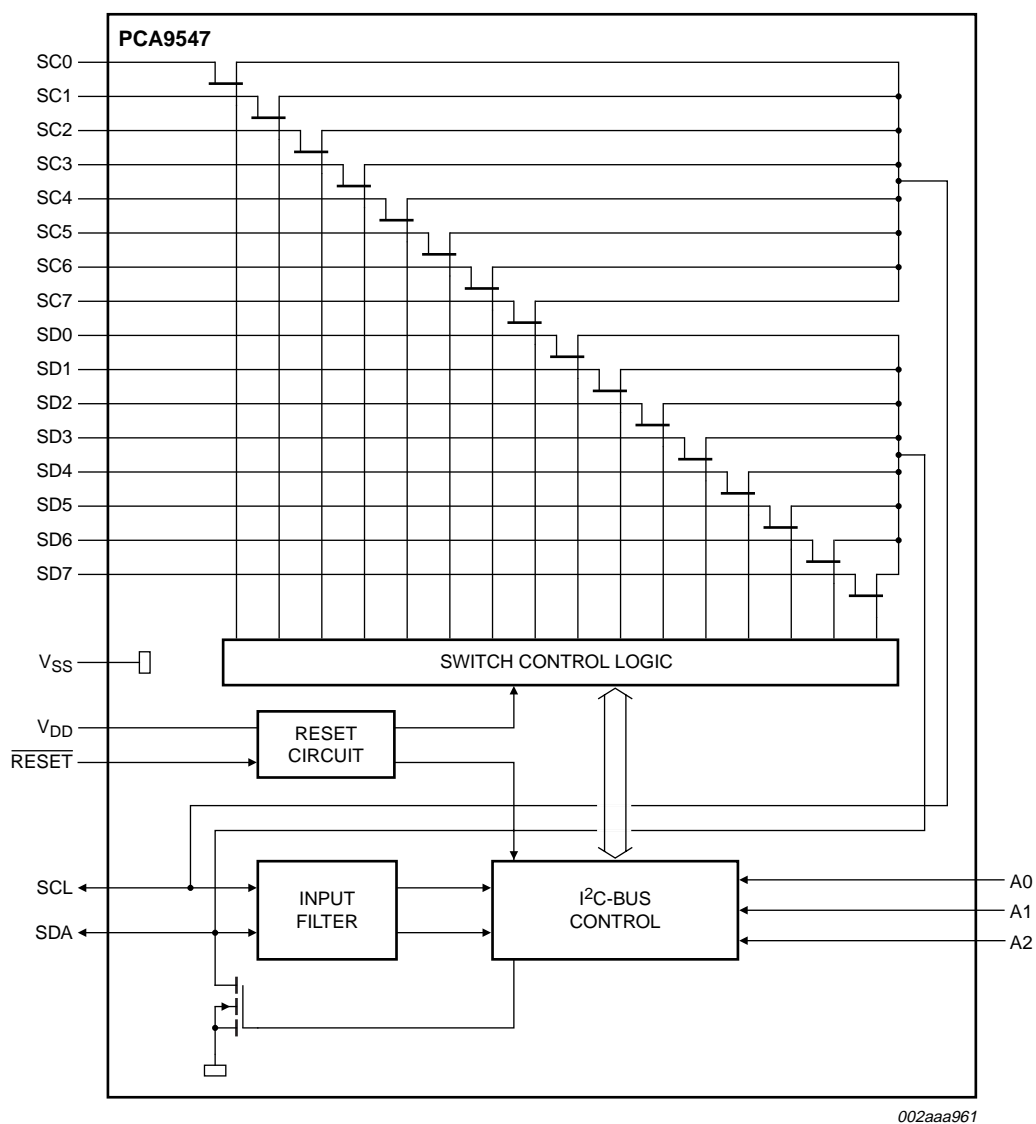 PCA9547
SC0
SC1
SC2
SC3
SC4
SC5
SC6
SC7
SD0
SD1
SD2
SD3
SD4
SD5
SD6
SD7
VSS
SWITCH CONTROL LOGIC
VDD
RESET
RESET
CIRCUIT
SCL
SDA
INPUT
FILTER
I²C-BUS
CONTROL
A0
A1
A2
002aaa961